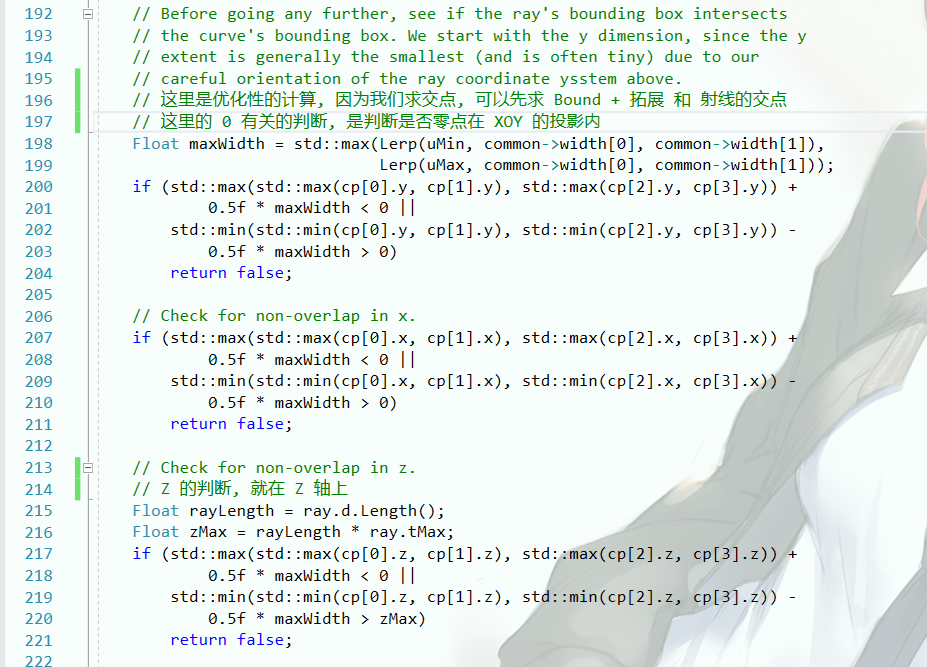 192 // Before going any further, see if the ray's bounding box intersects
193 // the curve's bounding box. We start with the y dimension, since the y
194 // extent is generally the smallest (and is often tiny) due to our
195 // careful orientation of the ray coordinate ysstem above.
196 // 这里是优化性的计算, 因为我们求交点, 可以先求 Bound + 拓展 和 射线的交点
197 // 这里的 0 有关的判断, 是判断是否零点在 XOY 的投影内
198 Float maxWidth = std::max(Lerp(uMin, common->width[0], common->width[1]),
199 Lerp(uMax, common->width[0], common->width[1]));
200 if (std::max(std::max(cp[0].y, cp[1].y), std::max(cp[2].y, cp[3].y)) +
201 0.5f * maxWidth < 0 ||
202 std::min(std::min(cp[0].y, cp[1].y), std::min(cp[2].y, cp[3].y)) -
203 0.5f * maxWidth > 0)
204 return false;
205
206 // Check for non-overlap in x.
207 if (std::max(std::max(cp[0].x, cp[1].x), std::max(cp[2].x, cp[3].x)) +
208 0.5f * maxWidth < 0 ||
209 std::min(std::min(cp[0].x, cp[1].x), std::min(cp[2].x, cp[3].x)) -
210 0.5f * maxWidth > 0)
211 return false;
212
213 // Check for non-overlap in z.
214 // Z 的判断, 就在 Z 轴上
215 Float rayLength = ray.d.Length();
216 Float zMax = rayLength * ray.tMax;
217 if (std::max(std::max(cp[0].z, cp[1].z), std::max(cp[2].z, cp[3].z)) +
218 0.5f * maxWidth < 0 ||
219 std::min(std::min(cp[0].z, cp[1].z), std::min(cp[2].z, cp[3].z)) -
220 0.5f * maxWidth > zMax)
221 return false;
222